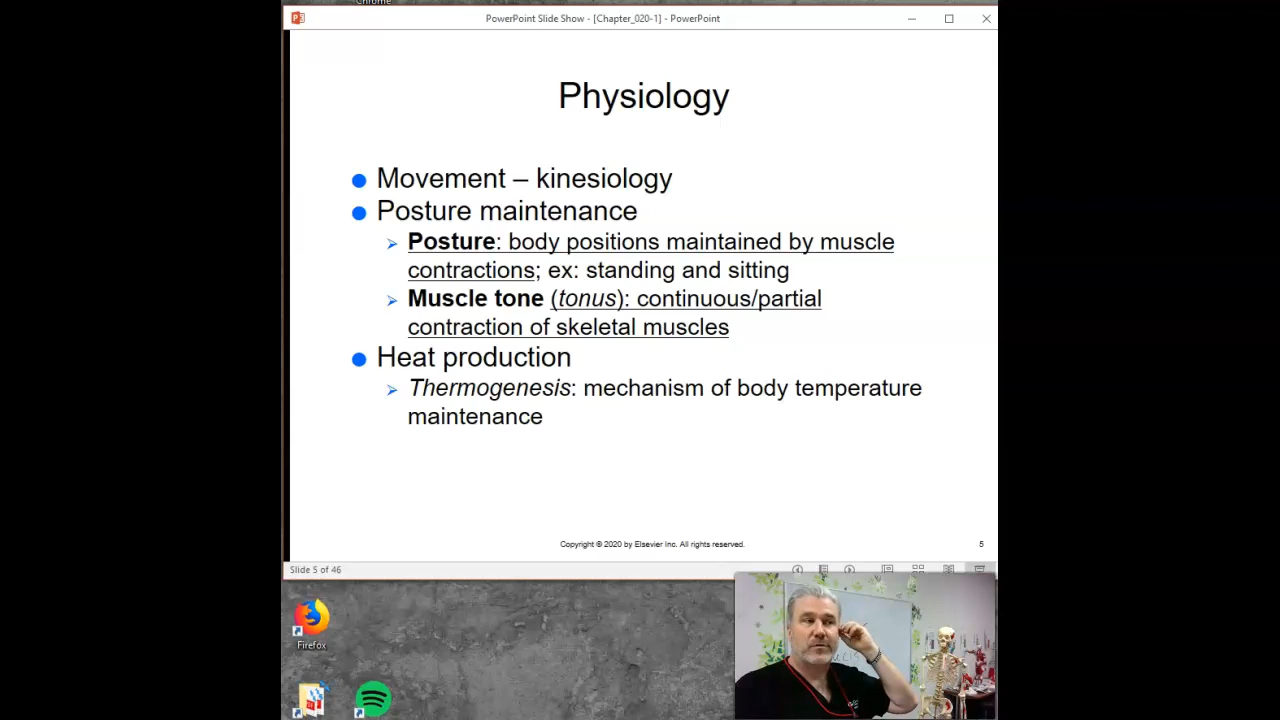 Chrome
PowerPoint Slide Show - [Chapter_020-1] - PowerPoint
Physiology
Movement – kinesiology
Posture maintenance
Posture: body positions maintained by muscle
contractions; ex: standing and sitting
Muscle tone (tonus): continuous/partial
contraction of skeletal muscles
Heat production
Thermogenesis: mechanism of body temperature
maintenance
Copyright © 2020 by Elsevier Inc. All rights reserved.
5
Slide 5 of 46
Firefox